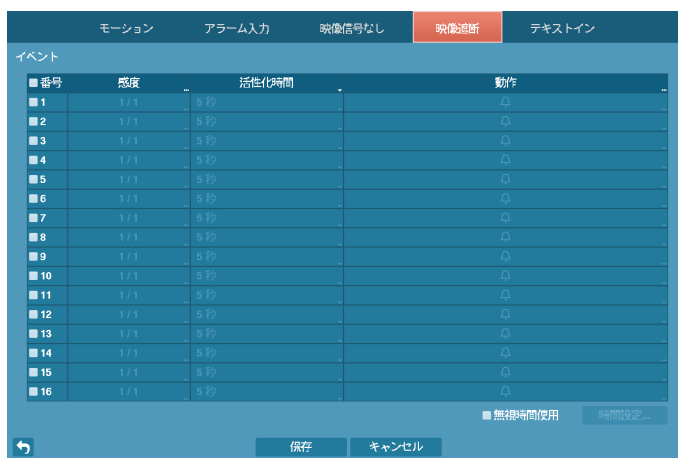 モーション アラーム入力 映像信号なし 映像遮断 テキストイン
イベント
番号 感度 ... 活性化時間 動作 ...
1 1 / 1 5 秒
2 1 / 1 5 秒
3 1 / 1 5 秒
4 1 / 1 5 秒
5 1 / 1 5 秒
6 1 / 1 5 秒
7 1 / 1 5 秒
8 1 / 1 5 秒
9 1 / 1 5 秒
10 1 / 1 5 秒
11 1 / 1 5 秒
12 1 / 1 5 秒
13 1 / 1 5 秒
14 1 / 1 5 秒
15 1 / 1 5 秒
16 1 / 1 5 秒
無視時間使用 時間設定...
保存 キャンセル